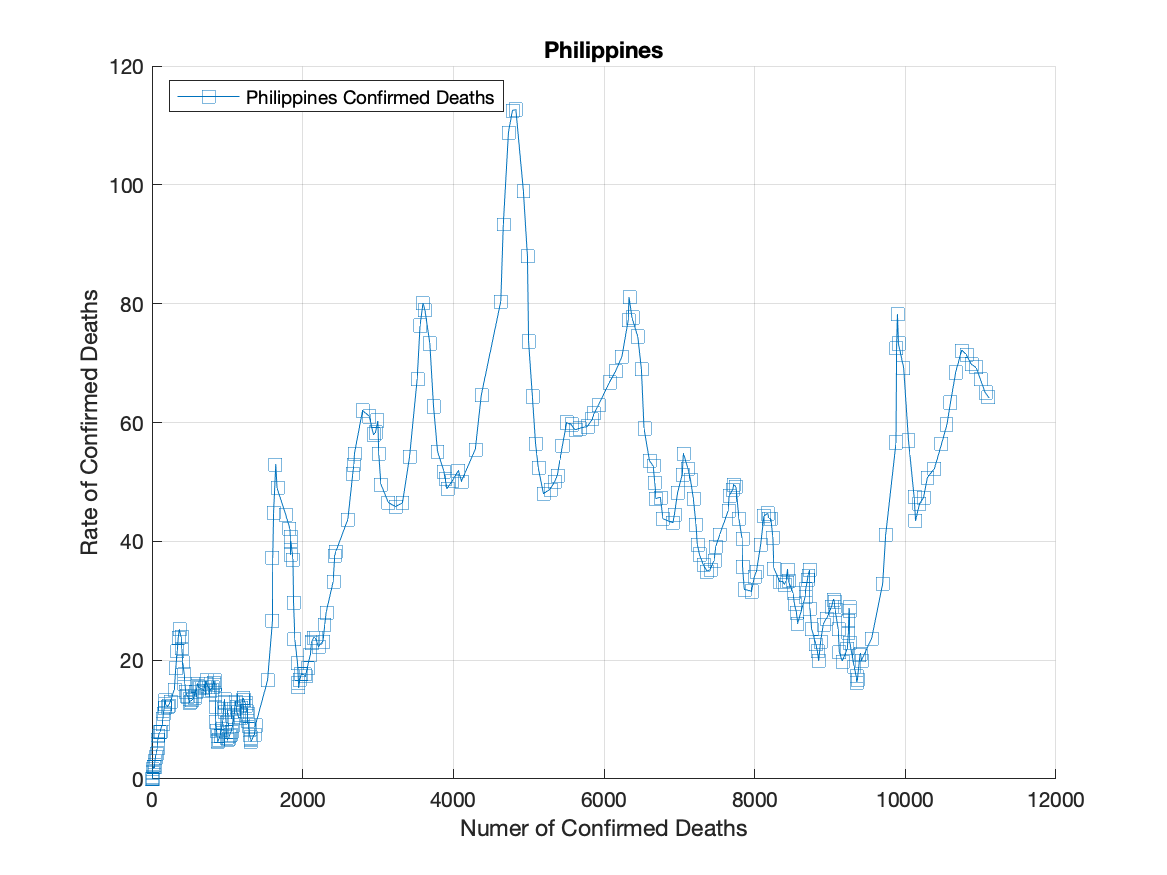 Philippines
Philippines Confirmed Deaths
120
100
80
60
40
20
0
Rate of Confirmed Deaths
0 2000 4000 6000 8000 10000 12000
Numer of Confirmed Deaths